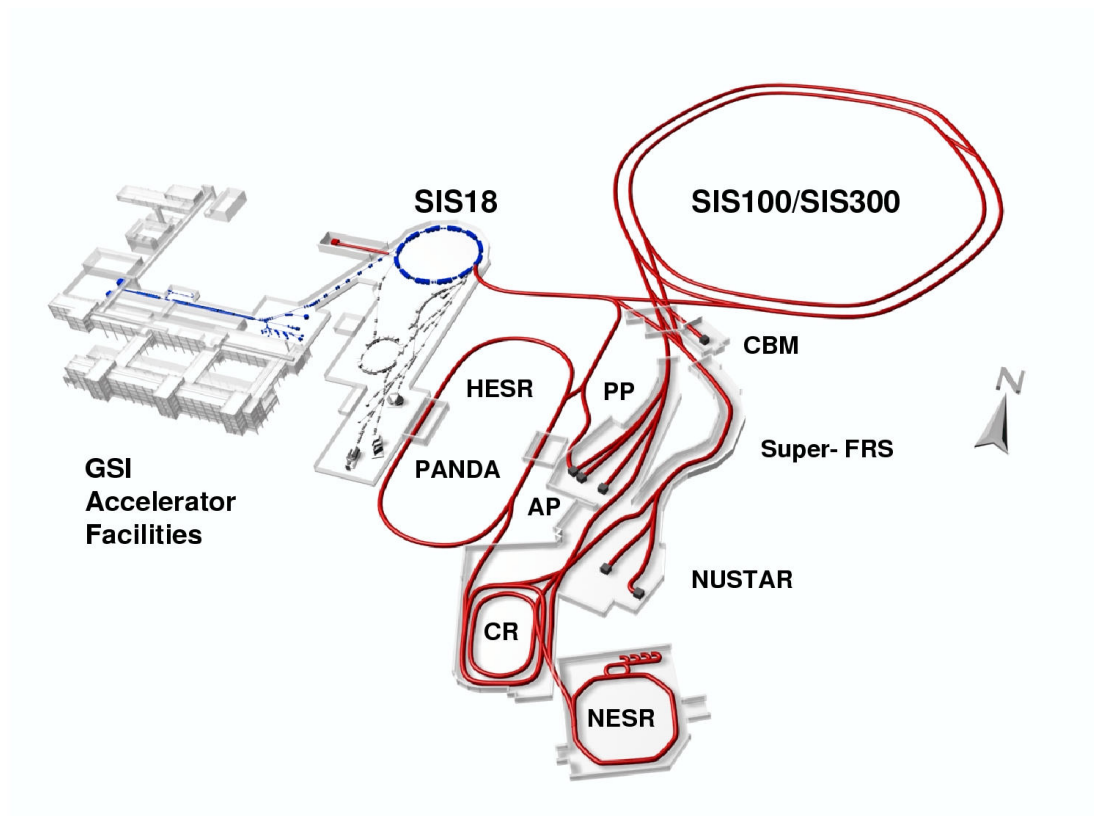 SIS18
SIS100/SIS300
CBM
HESR
PP
N
Super- FRS
PANDA
GSI
Accelerator
Facilities
AP
NUSTAR
CR
NESR